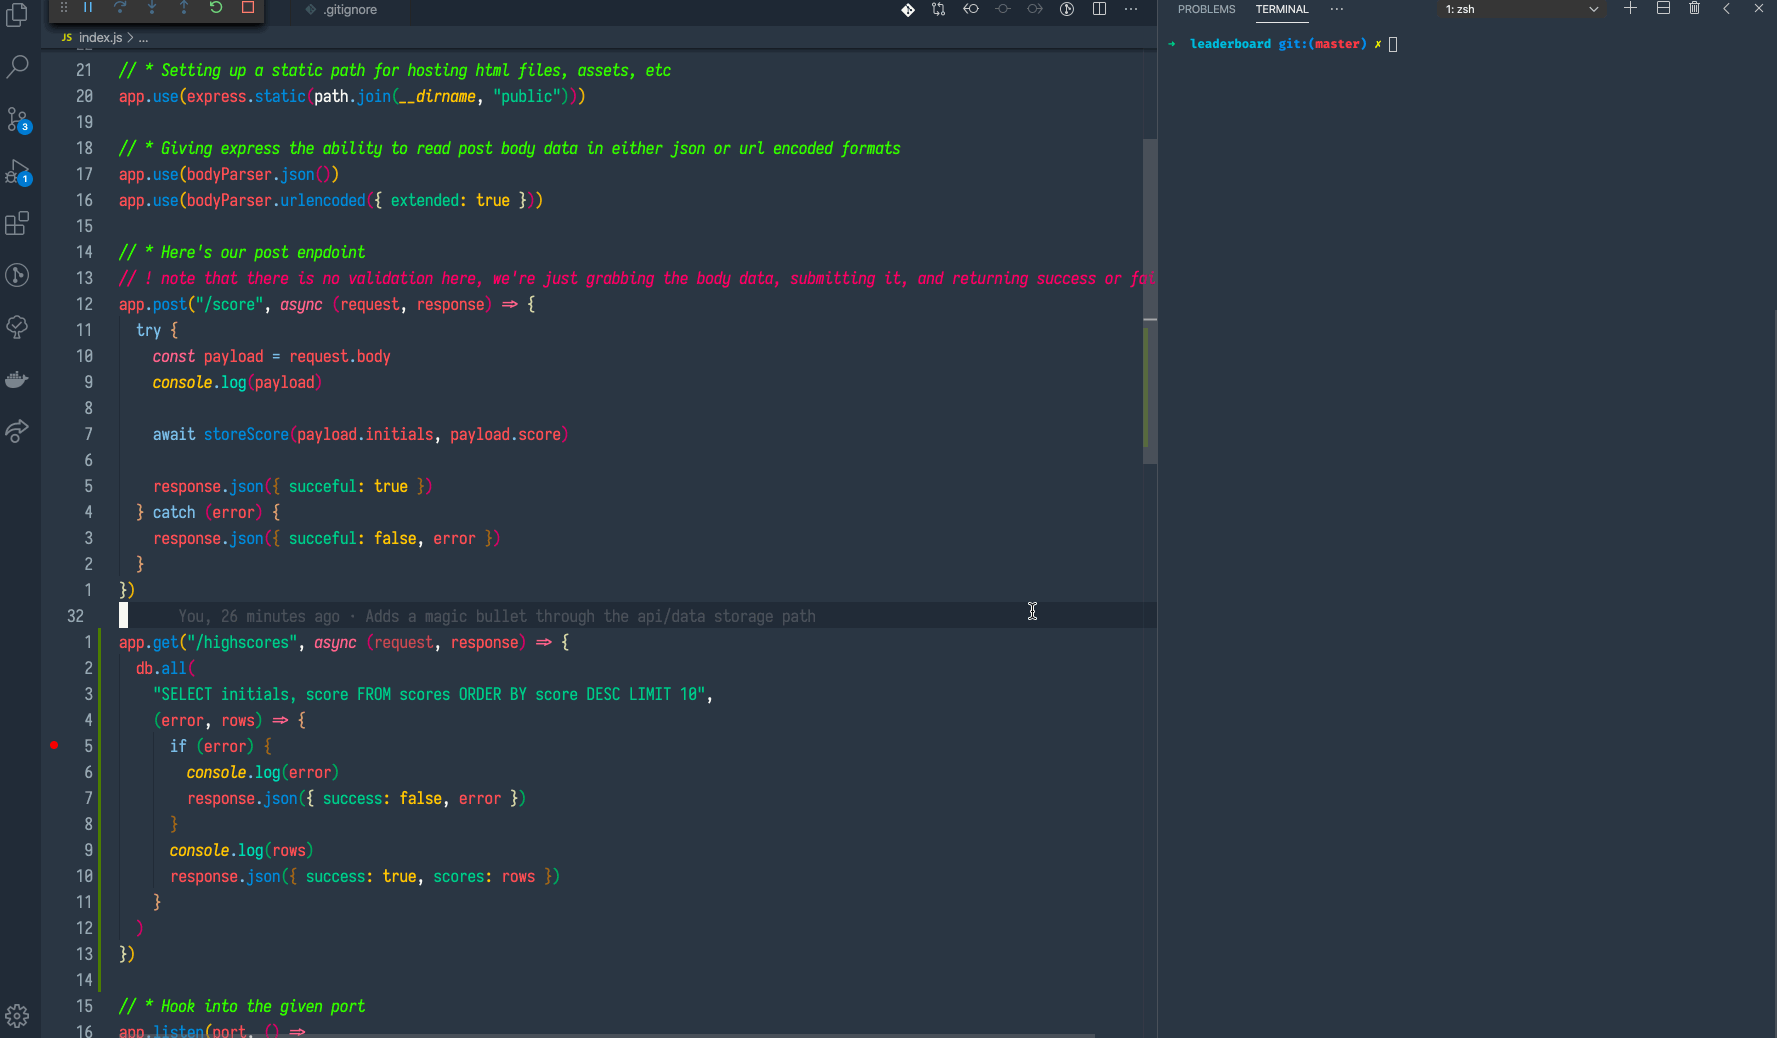 .gitignore
PROBLEMS TERMINAL ··· 1: zsh
JS index.js > ...
➜ leaderboard git:(master) ✗
21 // * Setting up a static path for hosting html files, assets, etc
20 app.use(express.static(path.join(__dirname, "public")))
19
18 // * Giving express the ability to read post body data in either json or url encoded formats
17 app.use(bodyParser.json())
16 app.use(bodyParser.urlencoded({ extended: true }))
15
14 // * Here's our post enpdoint
13 // ! note that there is no validation here, we're just grabbing the body data, submitting it, and returning success or
12 app.post("/score", async (request, response) => {
11 try {
10 const payload = request.body
9 console.log(payload)
8
7 await storeScore(payload.initials, payload.score)
6
5 response.json({ succeful: true })
4 } catch (error) {
3 response.json({ succeful: false, error })
2 }
1 })
32 You, 26 minutes ago · Adds a magic bullet through the api/data storage path
1 app.get("/highscores", async (request, response) => {
2 db.all(
3 "SELECT initials, score FROM scores ORDER BY score DESC LIMIT 10",
4 (error, rows) => {
5 if (error) {
6 console.log(error)
7 response.json({ success: false, error })
8 }
9 console.log(rows)
10 response.json({ success: true, scores: rows })
11 }
12 )
13 })
14
15 // * Hook into the given port
16 app.listen(port, () =>
3
1